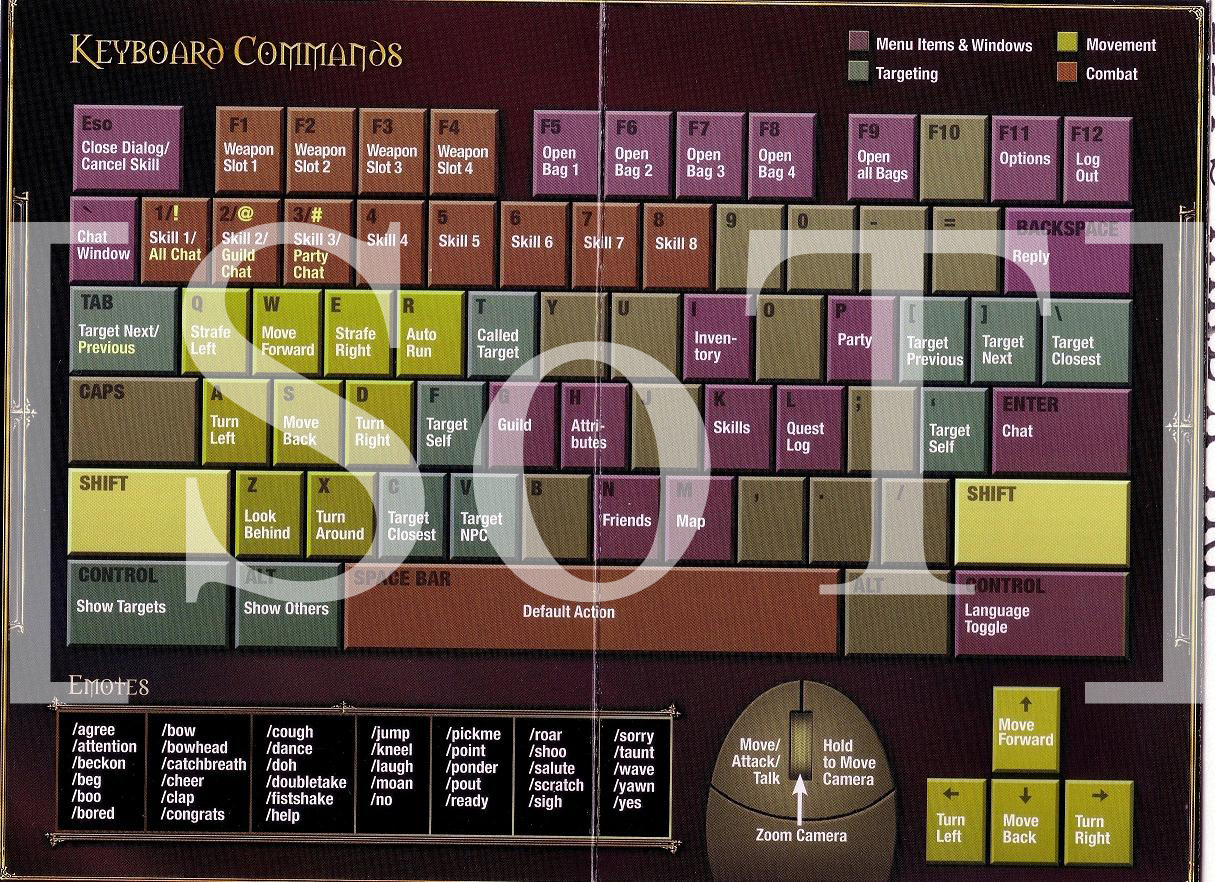 KEYBOARD COMMANDS
Menu Items & Windows
Movement
Targeting
Combat
Esc
Close Dialog/
Cancel Skill
F1
Weapon
Slot 1
F2
Weapon
Slot 2
F3
Weapon
Slot 3
F4
Weapon
Slot 4
F5
Open
Bag 1
F6
Open
Bag 2
F7
Open
Bag 3
F8
Open
Bag 4
F9
Open
all Bags
F10
F11
Options
F12
Log
Out
`
Chat
Window
1/!
Skill 1/
All Chat
2/@
Skill 2/
Guild
Chat
3/#
Skill 3/
Party
Chat
4
Skill 4
5
Skill 5
6
Skill 6
7
Skill 7
8
Skill 8
9
0
-
=
BACKSPACE
Reply
TAB
Target Next/
Previous
Q
Strafe
Left
W
Move
Forward
E
Strafe
Right
R
Auto
Run
T
Called
Target
Y
U
I
Inven-
tory
O
P
Party
[
Target
Previous
]
Target
Next
\
Target
Closest
CAPS
A
Turn
Left
S
Move
Back
D
Turn
Right
F
Target
Self
G
Guild
H
Attri-
butes
J
K
Skills
L
Quest
Log
;
‘
Target
Self
ENTER
Chat
SHIFT
Z
Look
Behind
X
Turn
Around
C
Target
Closest
V
Target
NPC
B
N
Friends
M
Map
,
.
/
SHIFT
CONTROL
Show Targets
ALT
Show Others
SPACE BAR
Default Action
ALT
CONTROL
Language
Toggle
[SoT]
EMOTES
/agree
/attention
/beckon
/beg
/boo
/bored
/bow
/bowhead
/catchbreath
/cheer
/clap
/congrats
/cough
/dance
/doh
/doubletake
/fistshake
/help
/jump
/kneel
/laugh
/moan
/no
/pickme
/point
/ponder
/pout
/ready
/roar
/shoo
/salute
/scratch
/sigh
/sorry
/taunt
/wave
/yawn
/yes
Move/
Attack/
Talk
Hold
to Move
Camera
Zoom Camera
↑
Move
Forward
←
Turn
Left
↓
Move
Back
→
Turn
Right